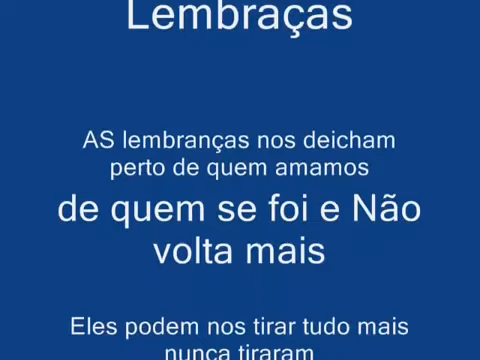 Lembraças
AS lembranças nos deicham
perto de quem amamos
de quem se foi e Não
volta mais
Eles podem nos tirar tudo mais
nunca tiraram